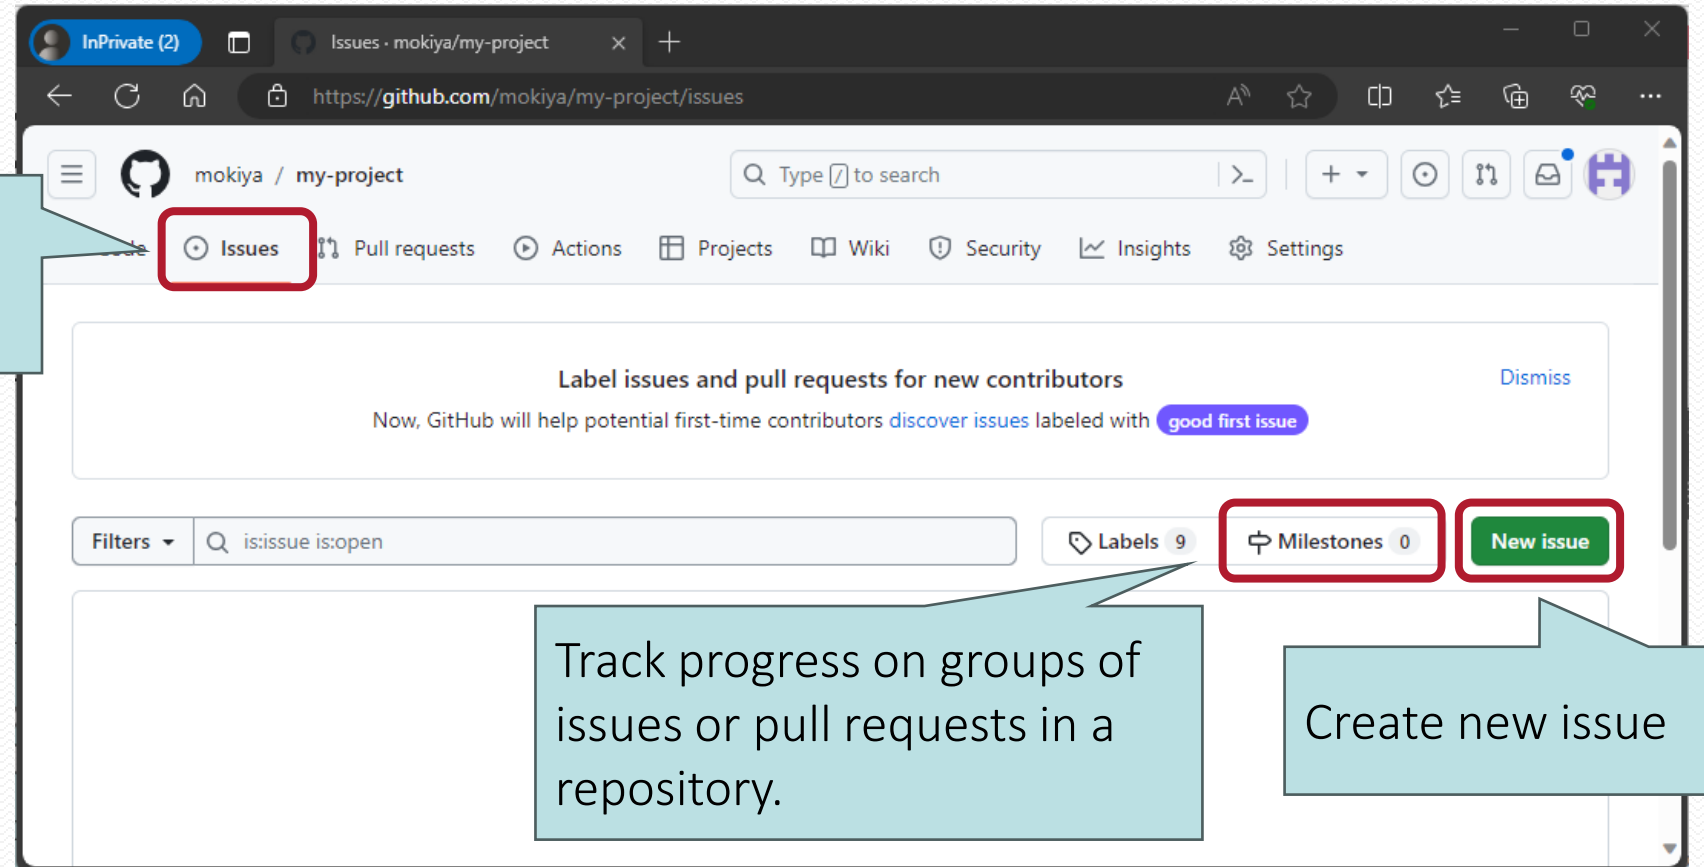 InPrivate (2)
Issues · mokiya/my-project
https://github.com/mokiya/my-project/issues
mokiya / my-project
Type / to search
Issues
Pull requests
Actions
Projects
Wiki
Security
Insights
Settings
Label issues and pull requests for new contributors
Dismiss
Now, GitHub will help potential first-time contributors discover issues labeled with good first issue
Filters
is:issue is:open
Labels 9
Milestones 0
New issue
Track progress on groups of
issues or pull requests in a
repository.
Create new issue